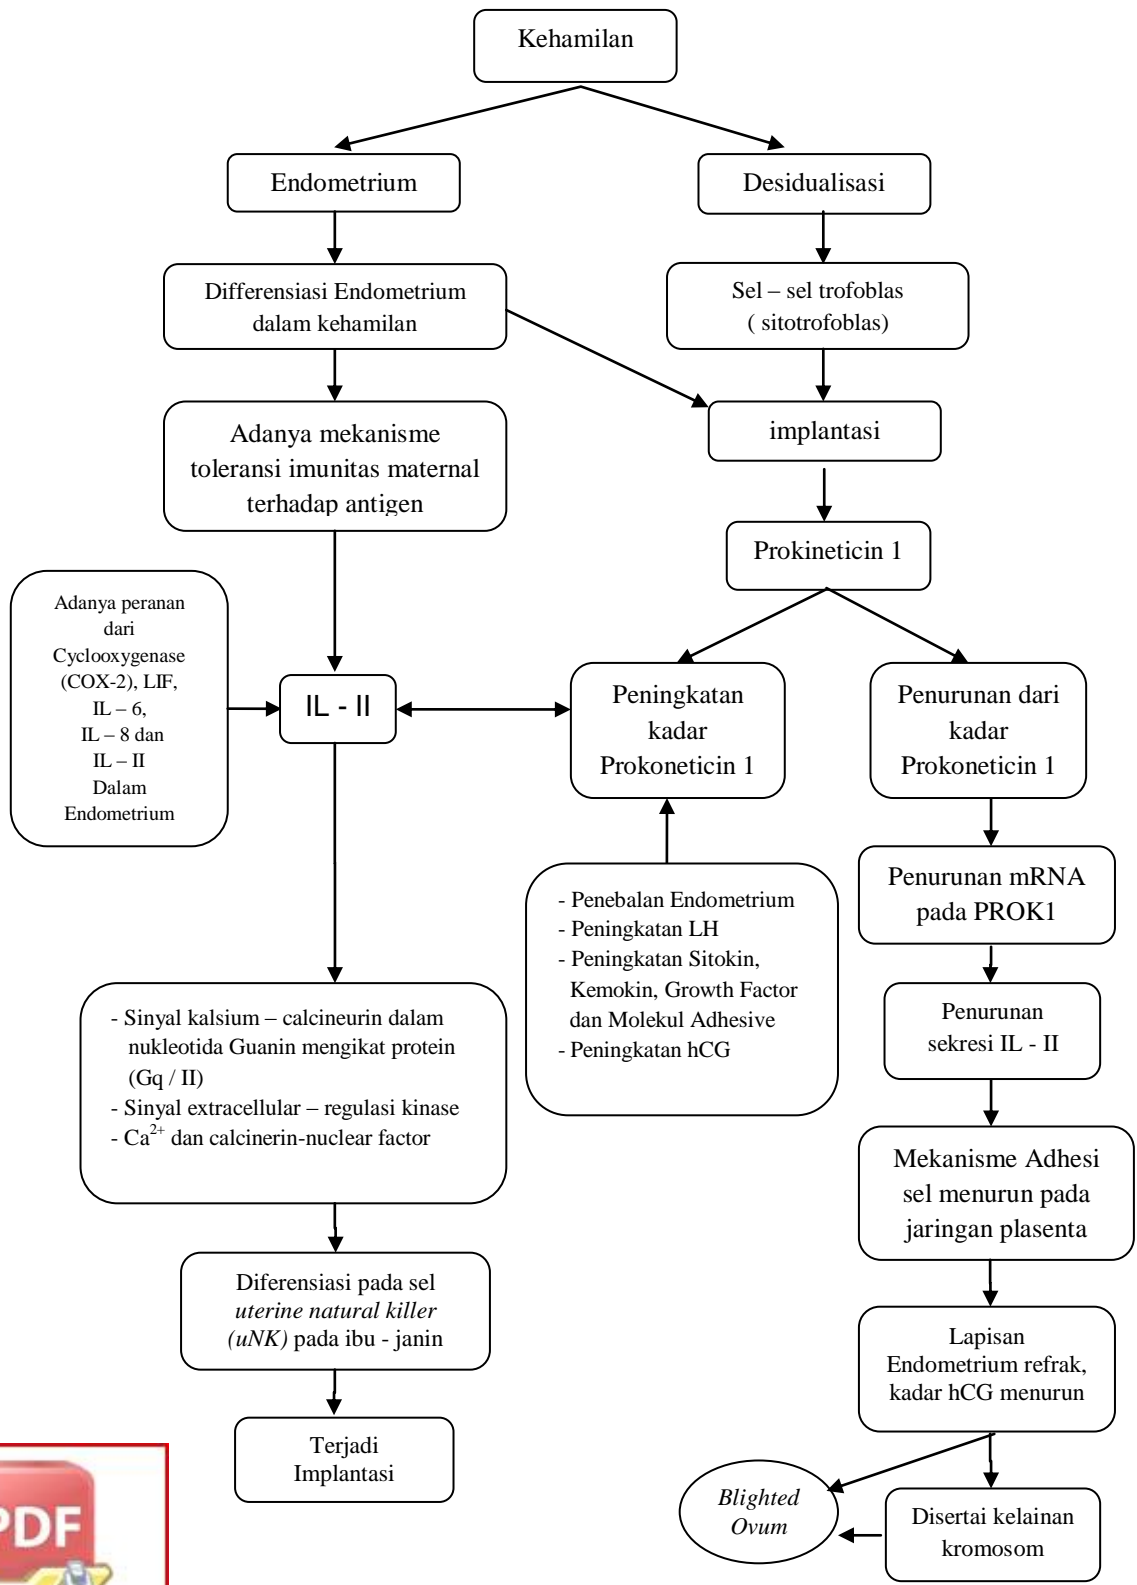 Kehamilan
Endometrium
Desidualisasi
Differensiasi Endometrium
dalam kehamilan
Sel – sel trofoblas
( sitotrofoblas)
Adanya mekanisme
toleransi imunitas maternal
terhadap antigen
implantasi
Prokineticin 1
Adanya peranan
dari
Cyclooxygenase
(COX-2), LIF,
IL – 6,
IL – 8 dan
IL – II
Dalam
Endometrium
IL - II
Peningkatan
kadar
Prokoneticin 1
Penurunan dari
kadar
Prokoneticin 1
- Penebalan Endometrium
- Peningkatan LH
- Peningkatan Sitokin,
Kemokin, Growth Factor
dan Molekul Adhesive
- Peningkatan hCG
Penurunan mRNA
pada PROK1
Penurunan
sekresi IL - II
- Sinyal kalsium – calcineurin dalam
nukleotida Guanin mengikat protein
(Gq / II)
- Sinyal extracellular – regulasi kinase
- Ca²⁺ dan calcinerin-nuclear factor
Mekanisme Adhesi
sel menurun pada
jaringan plasenta
Diferensiasi pada sel
uterine natural killer
(uNK) pada ibu - janin
Lapisan
Endometrium refrak,
kadar hCG menurun
Terjadi
Implantasi
Blighted
Ovum
Disertai kelainan
kromosom
PDF